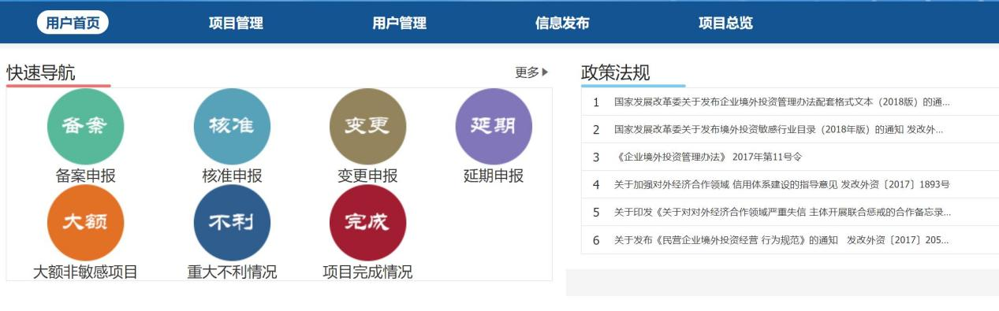 用户首页 项目管理 用户管理 信息发布 项目总览
快速导航 更多
备案 核准 变更 延期
备案申报 核准申报 变更申报 延期申报
大额 不利 完成
大额非敏感项目 重大不利情况 项目完成情况
政策法规
1 国家发展改革委关于发布企业境外投资管理办法配套格式文本（2018版）的通...
2 国家发展改革委关于发布境外投资敏感行业目录（2018年版）的通知 发改外...
3 《企业境外投资管理办法》 2017年第11号令
4 关于加强对外经济合作领域 信用体系建设的指导意见 发改外资〔2017〕1893号
5 关于印发《关于对对外经济合作领域严重失信 主体开展联合惩戒的合作备忘录...
6 关于发布《民营企业境外投资经营 行为规范》的通知 发改外资〔2017〕205...